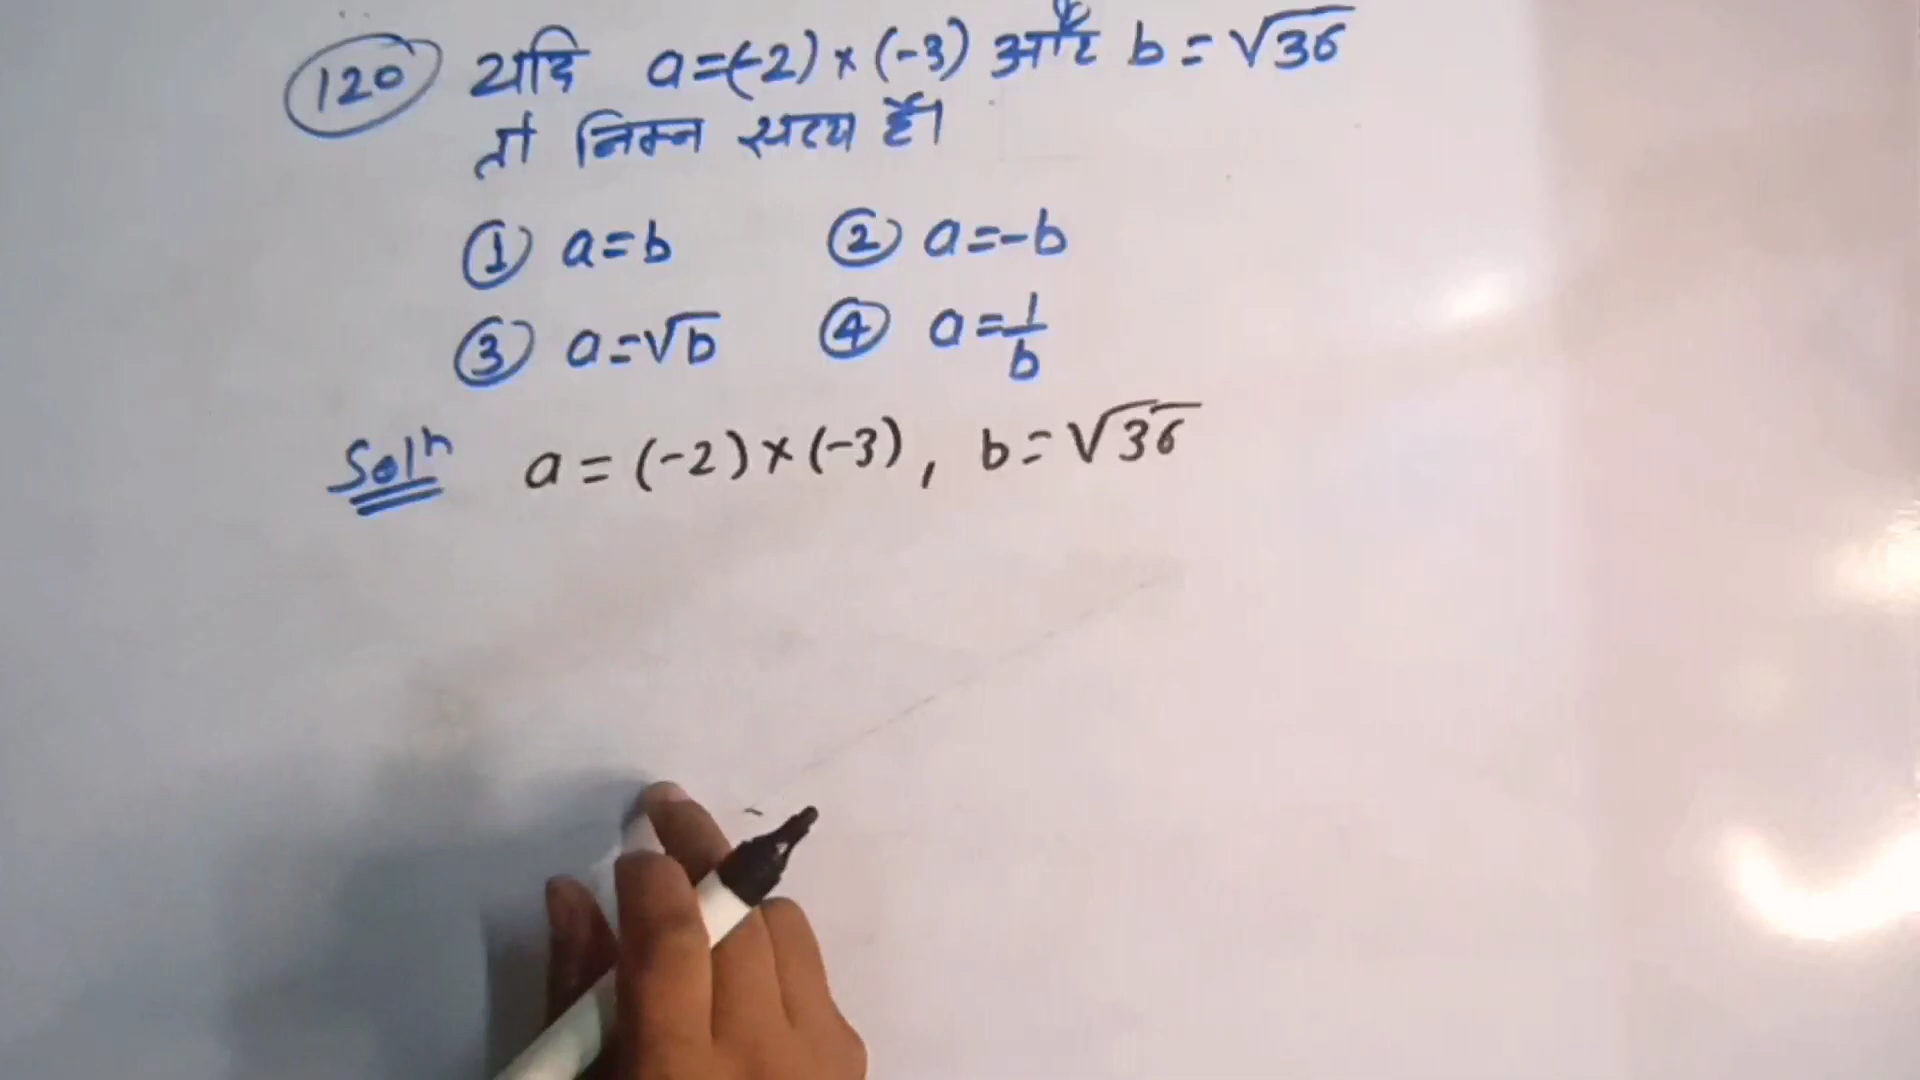 120 यदि a=(-2)×(-3) और b=√36
तो निम्न सत्य है।
① a=b ② a=-b
③ a=√b ④ a=1/b
Solⁿ a=(-2)×(-3), b=√36